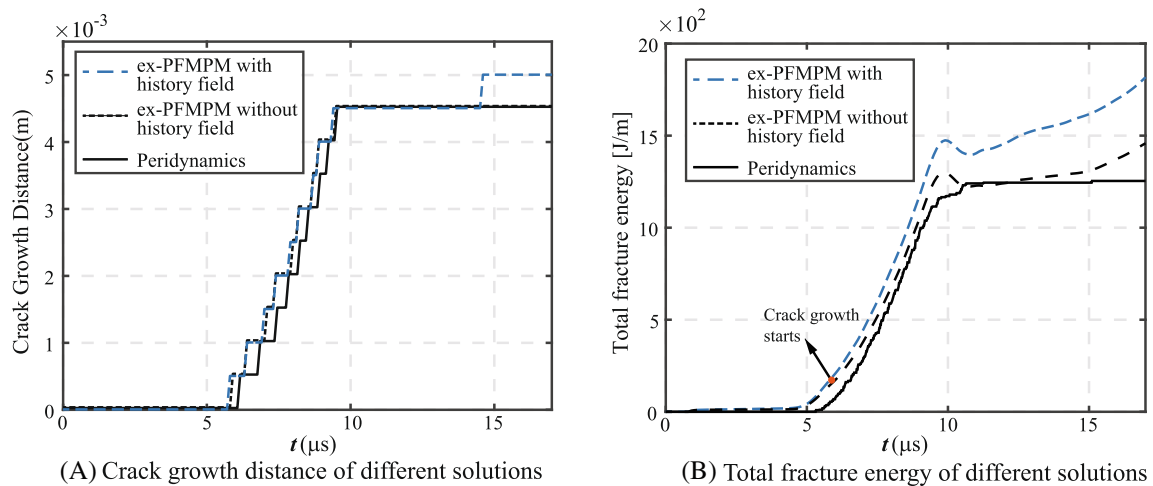 ×10⁻³
5
4
3
2
1
0
Crack Growth Distance(m)
ex-PFMPM with
history field
ex-PFMPM without
history field
Peridynamics
0
5
10
15
t(μs)
(A) Crack growth distance of different solutions
×10²
20
15
10
5
0
Total fracture energy [J/m]
ex-PFMPM with
history field
ex-PFMPM without
history field
Peridynamics
Crack growth
starts
0
5
10
15
t(μs)
(B) Total fracture energy of different solutions